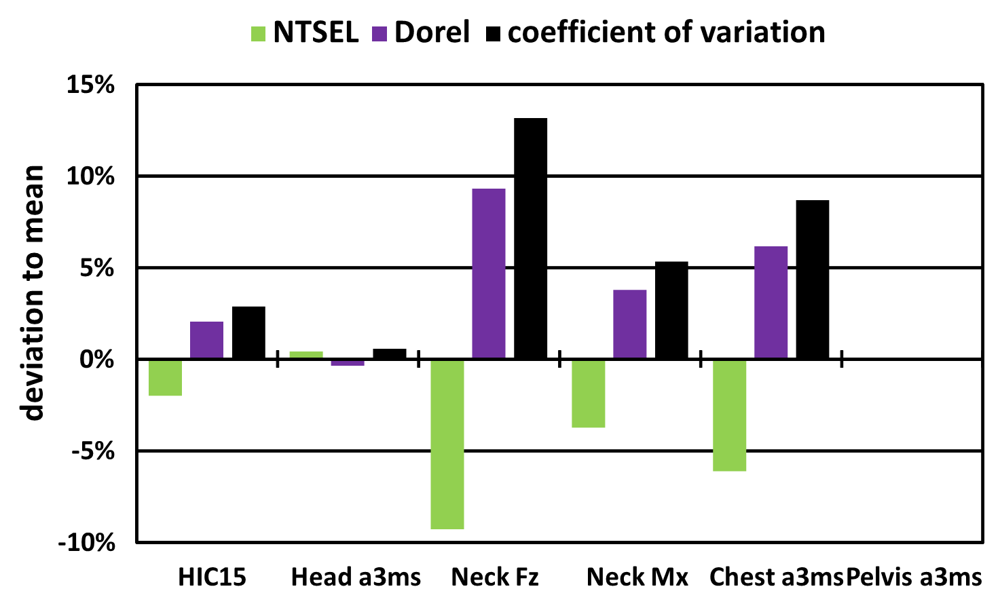 NTSEL Dorel coefficient of variation
15%
10%
5%
0%
-5%
-10%
deviation to mean
HIC15 Head a3ms Neck Fz Neck Mx Chest a3ms Pelvis a3ms